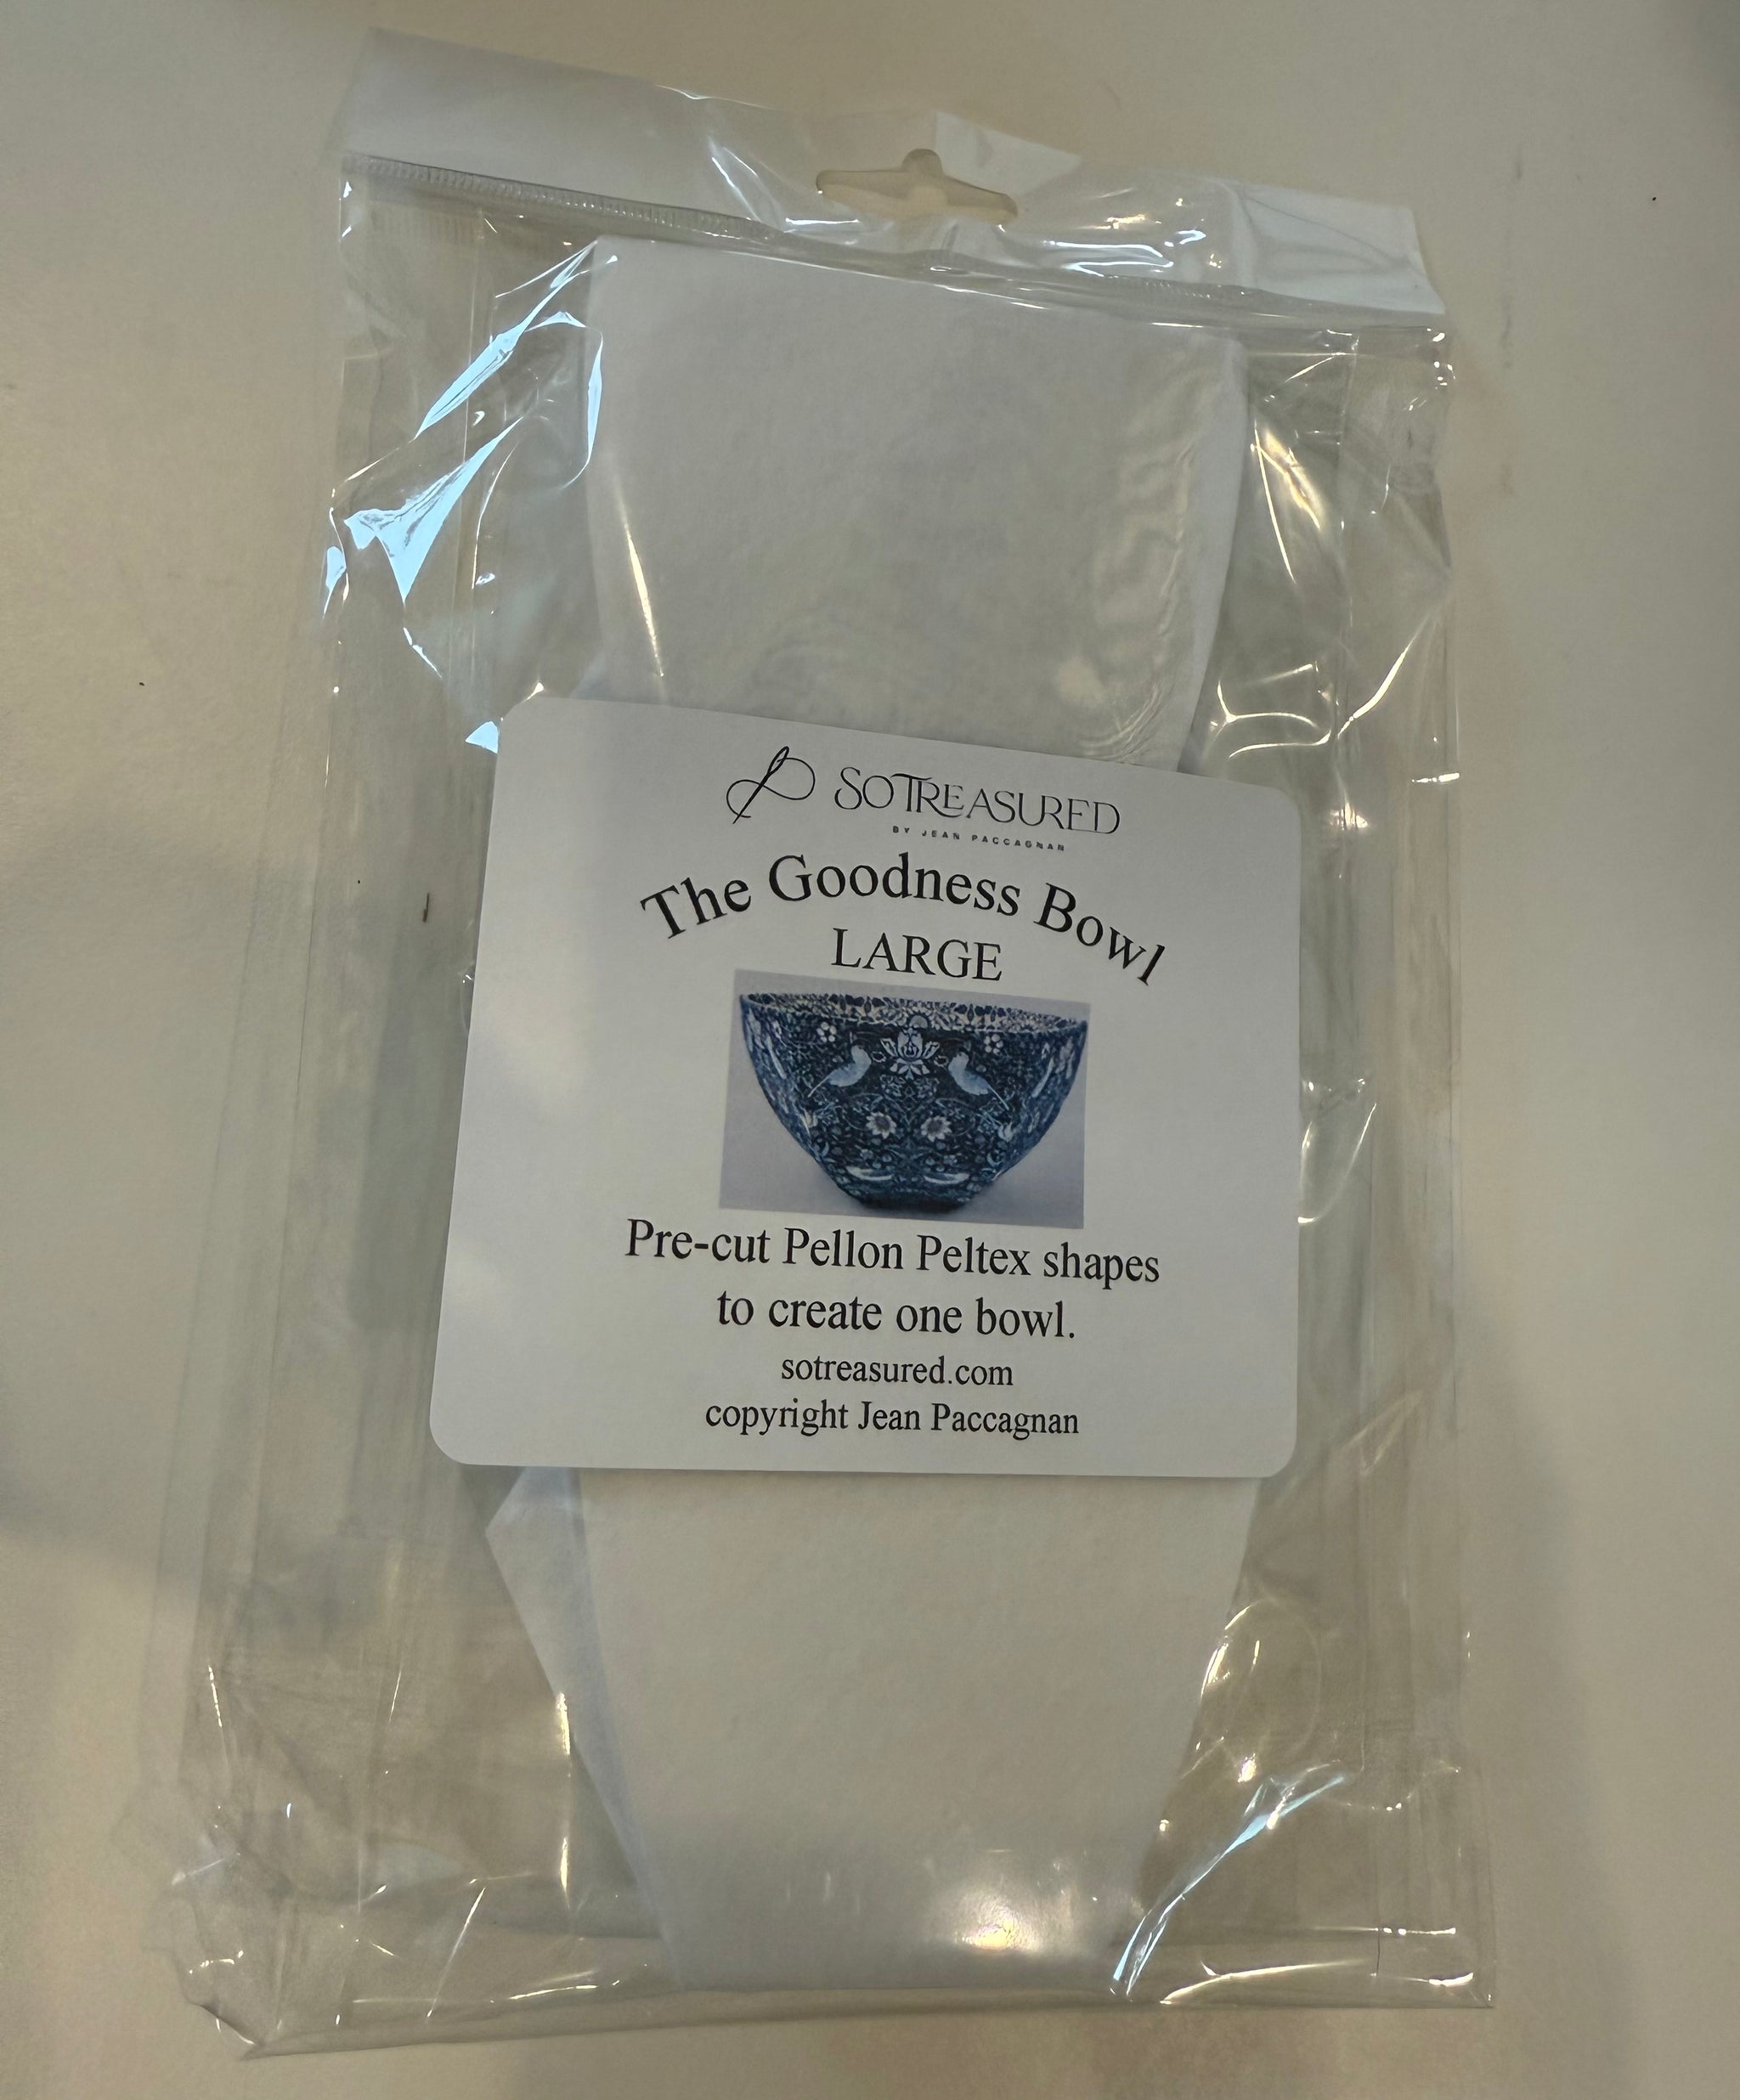 SOTREASURED
BY JEAN PACCAGNAN
The Goodness Bowl
LARGE
Pre-cut Pellon Peltex shapes
to create one bowl.
sotreasured.com
copyright Jean Paccagnan